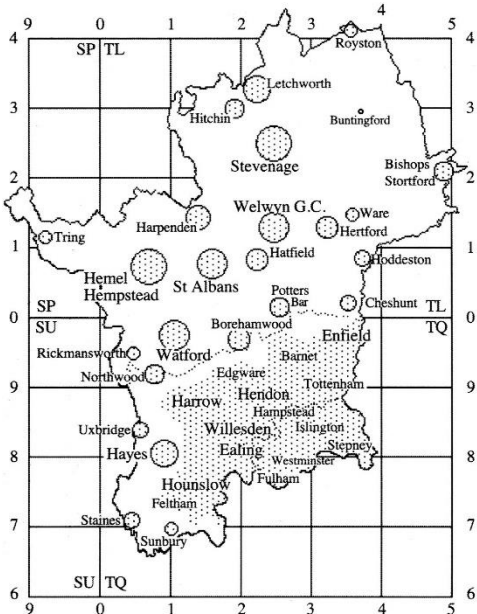 9 0 1 2 3 4 5
4 SP TL Royston 4
Letchworth
3 Hitchin Buntingford 3
Stevenage
Bishops
Stortford
2 2
Welwyn G.C. Ware
Harpenden Hertford
Tring
1 Hatfield Hoddeston 1
Hemel
Hempstead
St Albans
Potters
Bar
Cheshunt
SP TL
0 0
SU TQ
Borehamwood Enfield
Rickmansworth Watford Barnet
Northwood Edgware
9 Tottenham 9
Harrow Hendon
Hampstead
Uxbridge Willesden Islington
Hayes Ealing Stepney
8 Westminster 8
Hounslow Fulham
Feltham
7 Staines 7
Sunbury
6 SU TQ 6
9 0 1 2 3 4 5